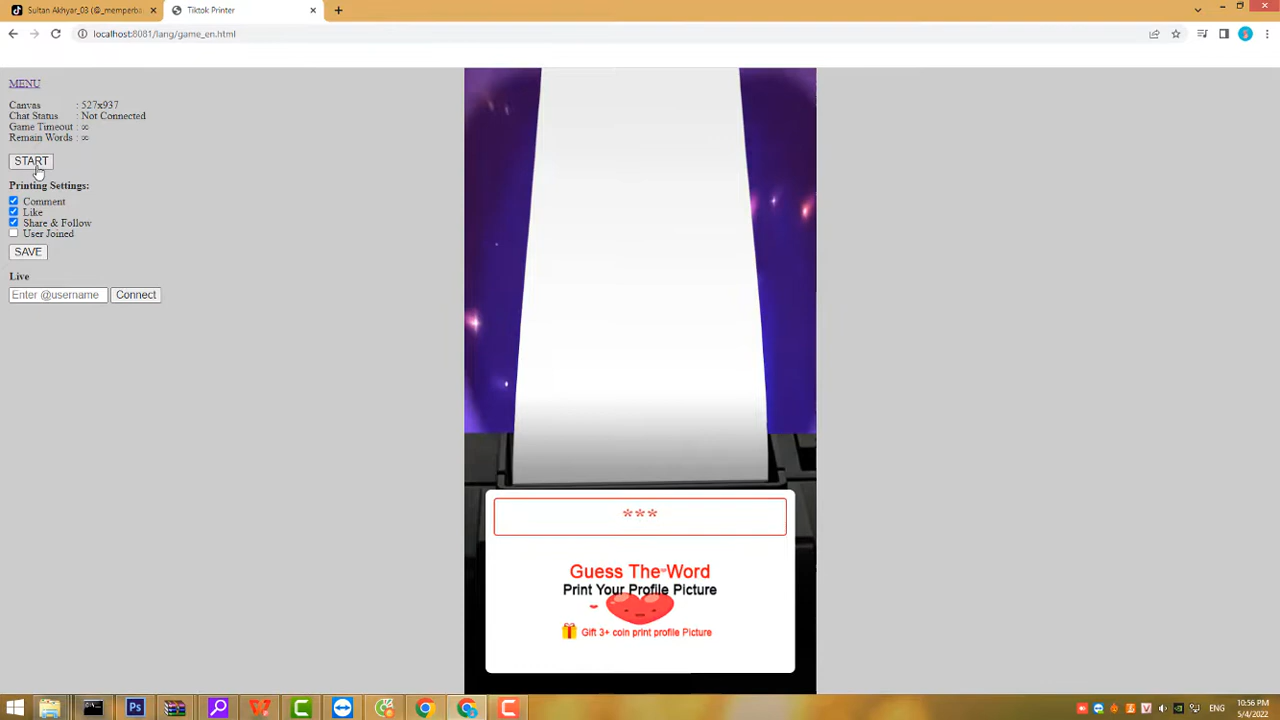 Sultan Akhyar_03 (@_memperba
Tiktok Printer
localhost:8081/lang/game_en.html
MENU
Canvas : 527x937
Chat Status : Not Connected
Game Timeout : ∞
Remain Words : ∞
START
Printing Settings:
Comment
Like
Share & Follow
User Joined
SAVE
Live
Enter @username Connect
***
Guess The Word
Print Your Profile Picture
Gift 3+ coin print profile Picture
ENG
10:56 PM
5/4/2022